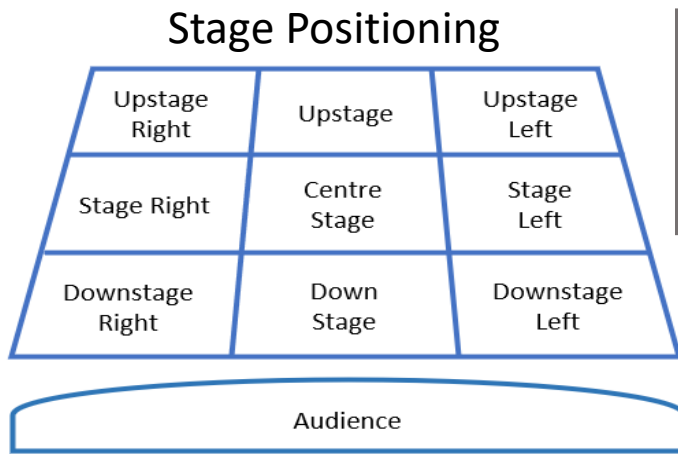 Stage Positioning
Upstage
Right
Upstage
Upstage
Left
Stage Right
Centre
Stage
Stage
Left
Downstage
Right
Down
Stage
Downstage
Left
Audience